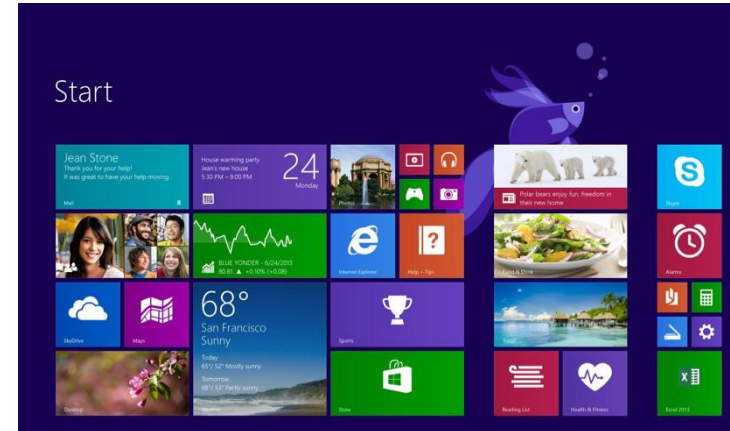 Start
Jean Stone
Thank you for your help!
It was great to have your help moving
Mail
House warming party
Jean's new house
5:30 PM – 9:00 PM
24
Monday
Photos
Polar bears enjoy fun, freedom in
their new home
Skype
BLUE YONDER - 6/24/2013
80.81 ▲ +0.10% (+0.08)
Internet Explorer
?
Help + Tips
Food & Drink
Alarms
SkyDrive
Maps
68°
San Francisco
Sunny
Today
65°/ 52° Mostly sunny
Tomorrow
68°/ 53° Partly sunny
Weather
Sports
Travel
Desktop
Store
Reading List
Health & Fitness
Excel 2013